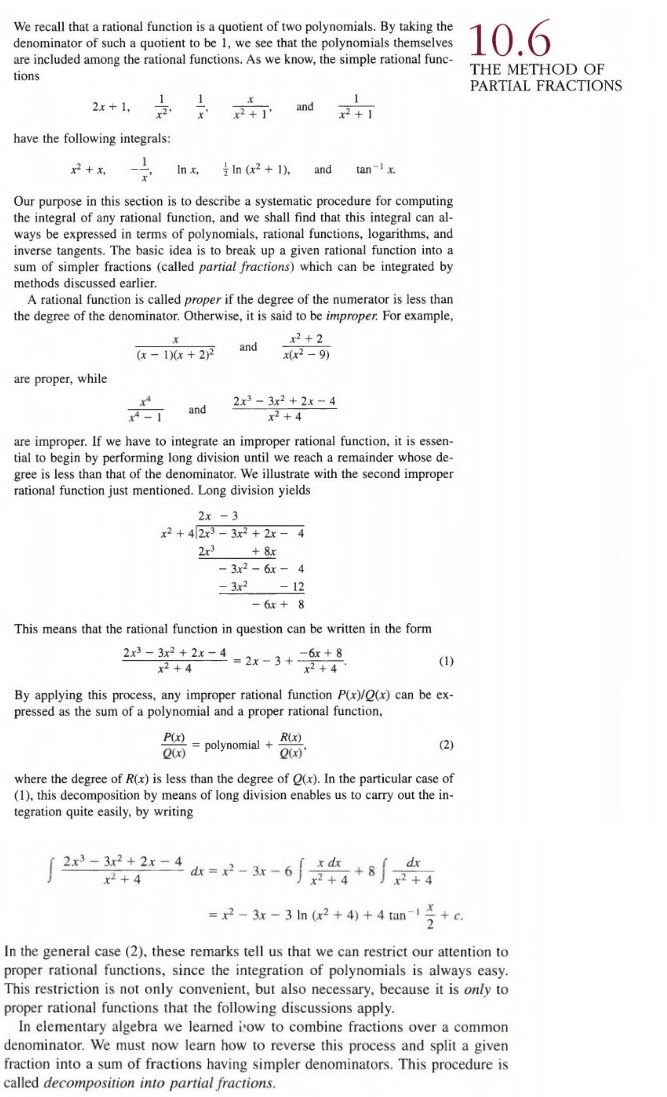 We recall that a rational function is a quotient of two polynomials. By taking the
denominator of such a quotient to be 1, we see that the polynomials themselves
are included among the rational functions. As we know, the simple rational func-
tions
10.6
THE METHOD OF
PARTIAL FRACTIONS
2x + 1, 1/x², 1/x, x/(x² + 1), and 1/(x² + 1)
have the following integrals:
x² + x, −1/x, ln x, ½ ln (x² + 1), and tan⁻¹ x.
Our purpose in this section is to describe a systematic procedure for computing
the integral of any rational function, and we shall find that this integral can al-
ways be expressed in terms of polynomials, rational functions, logarithms, and
inverse tangents. The basic idea is to break up a given rational function into a
sum of simpler fractions (called partial fractions) which can be integrated by
methods discussed earlier.
A rational function is called proper if the degree of the numerator is less than
the degree of the denominator. Otherwise, it is said to be improper. For example,
x/((x − 1)(x + 2)²) and (x² + 2)/(x(x² − 9))
are proper, while
x⁴/(x⁴ − 1) and (2x³ − 3x² + 2x − 4)/(x² + 4)
are improper. If we have to integrate an improper rational function, it is essen-
tial to begin by performing long division until we reach a remainder whose de-
gree is less than that of the denominator. We illustrate with the second improper
rational function just mentioned. Long division yields
2x − 3
x² + 4|2x³ − 3x² + 2x − 4
2x³ + 8x
− 3x² − 6x − 4
− 3x² − 12
− 6x + 8
This means that the rational function in question can be written in the form
(2x³ − 3x² + 2x − 4)/(x² + 4) = 2x − 3 + (−6x + 8)/(x² + 4). (1)
By applying this process, any improper rational function P(x)/Q(x) can be ex-
pressed as the sum of a polynomial and a proper rational function,
P(x)/Q(x) = polynomial + R(x)/Q(x), (2)
where the degree of R(x) is less than the degree of Q(x). In the particular case of
(1), this decomposition by means of long division enables us to carry out the in-
tegration quite easily, by writing
∫ (2x³ − 3x² + 2x − 4)/(x² + 4) dx = x² − 3x − 6 ∫ x dx/(x² + 4) + 8 ∫ dx/(x² + 4)
= x² − 3x − 3 ln (x² + 4) + 4 tan⁻¹ x/2 + c.
In the general case (2), these remarks tell us that we can restrict our attention to
proper rational functions, since the integration of polynomials is always easy.
This restriction is not only convenient, but also necessary, because it is only to
proper rational functions that the following discussions apply.
In elementary algebra we learned how to combine fractions over a common
denominator. We must now learn how to reverse this process and split a given
fraction into a sum of fractions having simpler denominators. This procedure is
called decomposition into partial fractions.